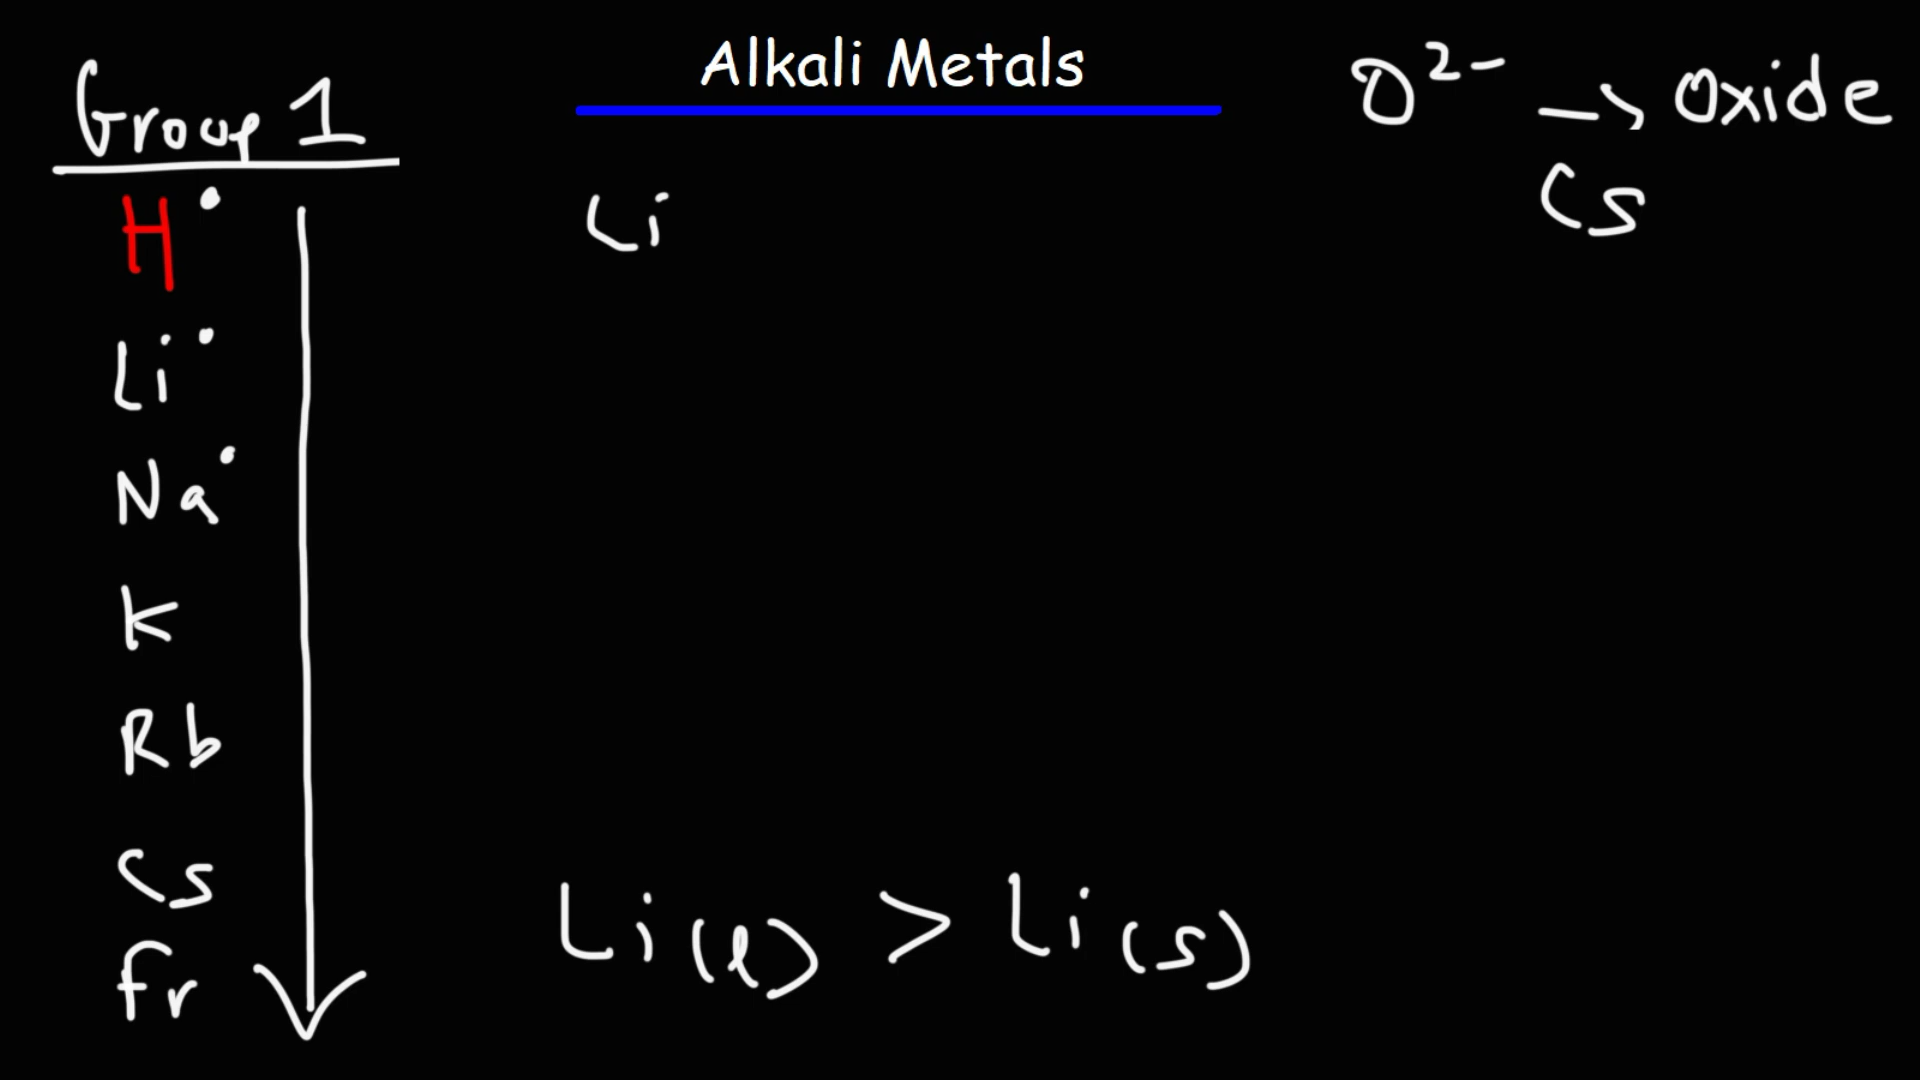 Alkali Metals
Group 1
H•
Li•
Na•
K
Rb
Cs
Fr
Li
O²⁻ → Oxide
Cs
Li(l) > Li(s)